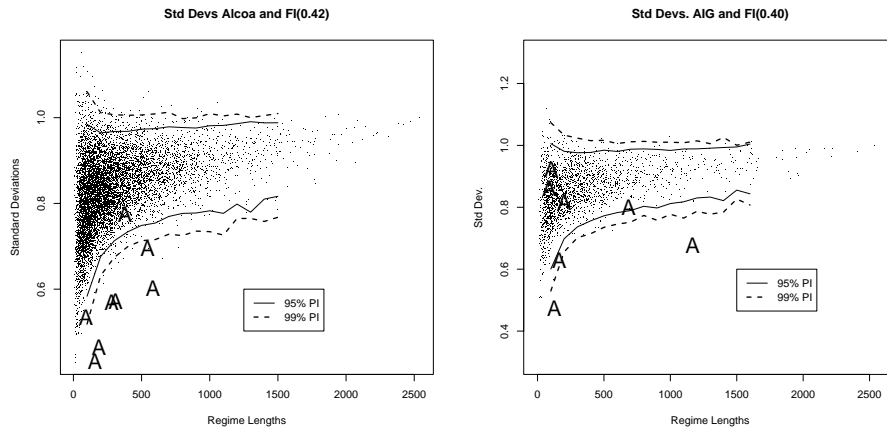 Std Devs Alcoa and FI(0.42)
Standard Deviations
1.0
0.8
0.6
A
A
A
A A
A
A
A
A
95% PI
99% PI
0 500 1000 1500 2000 2500
Regime Lengths
Std Devs. AIG and FI(0.40)
Std Dev.
1.2
1.0
0.8
0.6
0.4
A
A
A
A
A
A
A
95% PI
99% PI
0 500 1000 1500 2000 2500
Regime Lengths